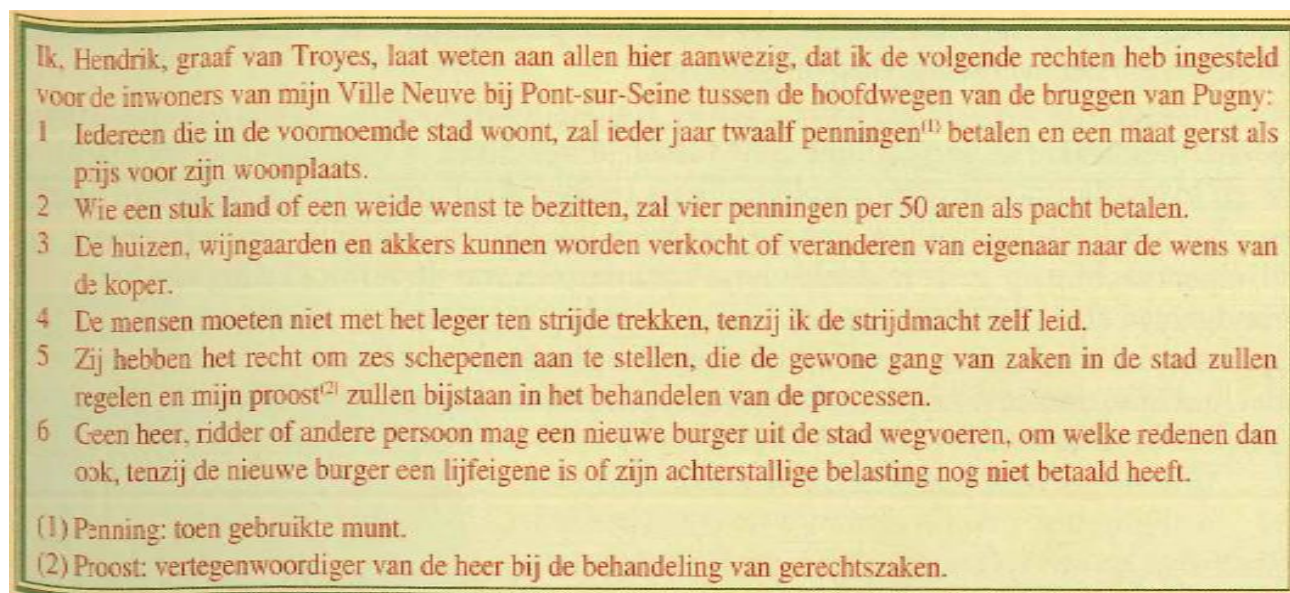 Ik, Hendrik, graaf van Troyes, laat weten aan allen hier aanwezig, dat ik de volgende rechten heb ingesteld
voor de inwoners van mijn Ville Neuve bij Pont-sur-Seine tussen de hoofdwegen van de bruggen van Pugny:
1 Iedereen die in de voornoemde stad woont, zal ieder jaar twaalf penningen(1) betalen en een maat gerst als
prijs voor zijn woonplaats.
2 Wie een stuk land of een weide wenst te bezitten, zal vier penningen per 50 aren als pacht betalen.
3 De huizen, wijngaarden en akkers kunnen worden verkocht of veranderen van eigenaar naar de wens van
de koper.
4 De mensen moeten niet met het leger ten strijde trekken, tenzij ik de strijdmacht zelf leid.
5 Zij hebben het recht om zes schepenen aan te stellen, die de gewone gang van zaken in de stad zullen
regelen en mijn proost(2) zullen bijstaan in het behandelen van de processen.
6 Geen heer, ridder of andere persoon mag een nieuwe burger uit de stad wegvoeren, om welke redenen dan
ook, tenzij de nieuwe burger een lijfeigene is of zijn achterstallige belasting nog niet betaald heeft.
(1) Penning: toen gebruikte munt.
(2) Proost: vertegenwoordiger van de heer bij de behandeling van gerechtszaken.